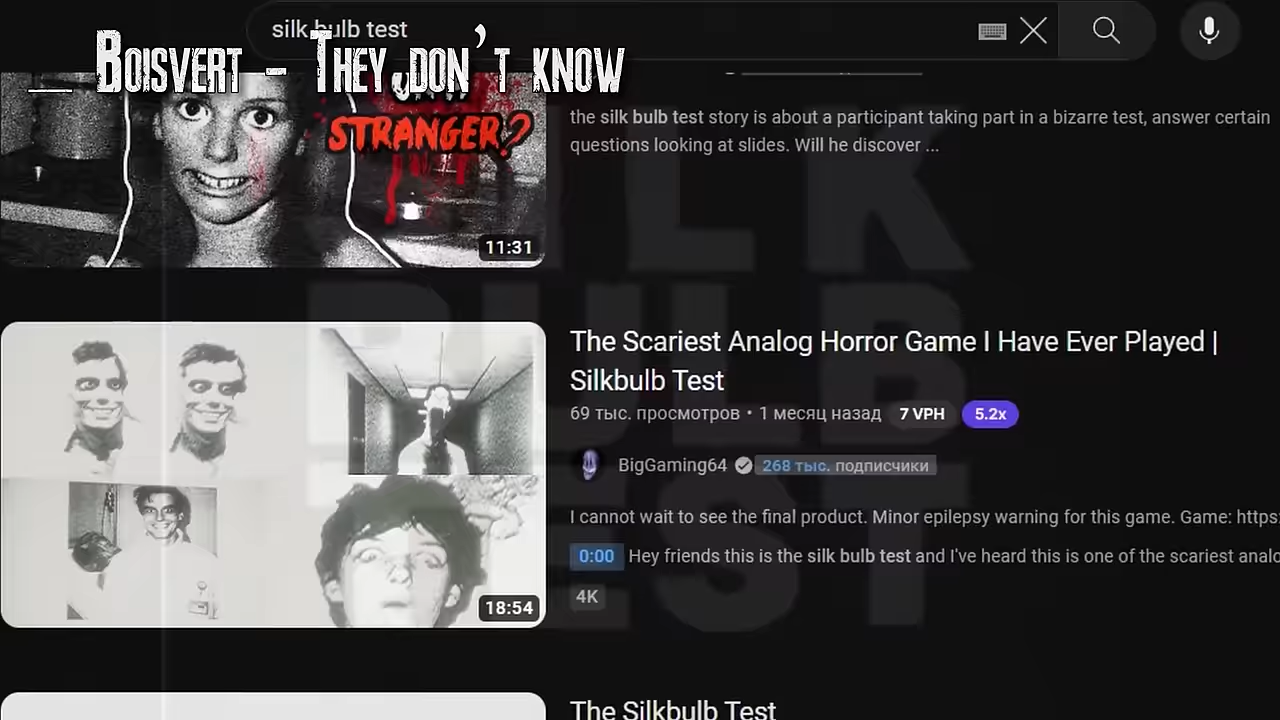 silk bulb test
_ Boisvert - They don't know
STRANGER?
11:31
the silk bulb test story is about a participant taking part in a bizarre test, answer certain
questions looking at slides. Will he discover ...
The Scariest Analog Horror Game I Have Ever Played |
Silkbulb Test
69 тыс. просмотров • 1 месяц назад 7 VPH 5.2x
BigGaming64 268 тыс. подписчики
I cannot wait to see the final product. Minor epilepsy warning for this game. Game: https:
0:00 Hey friends this is the silk bulb test and I've heard this is one of the scariest analo
4K
18:54
The Silkbulb Test
SILK
BULB
TEST